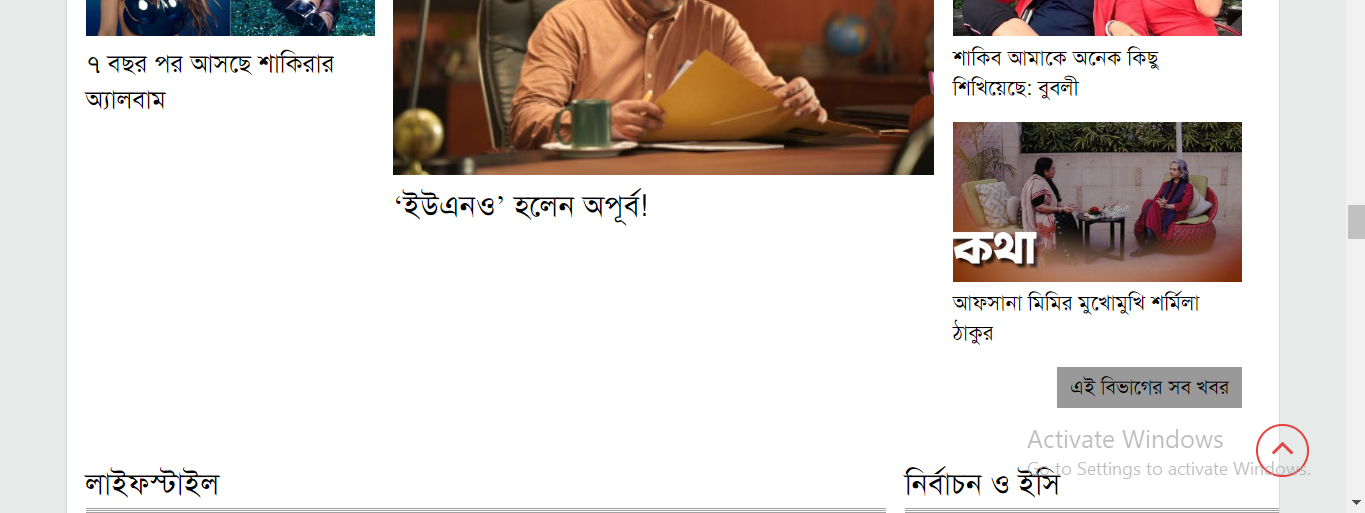 ৭ বছর পর আসছে শাকিরার
অ্যালবাম
‘ইউএনও’ হলেন অপূর্ব!
শাকিব আমাকে অনেক কিছু
শিখিয়েছে: বুবলী
কথা
আফসানা মিমির মুখোমুখি শর্মিলা
ঠাকুর
এই বিভাগের সব খবর
Activate Windows
Go to Settings to activate Windows.
লাইফস্টাইল
নির্বাচন ও ইসি